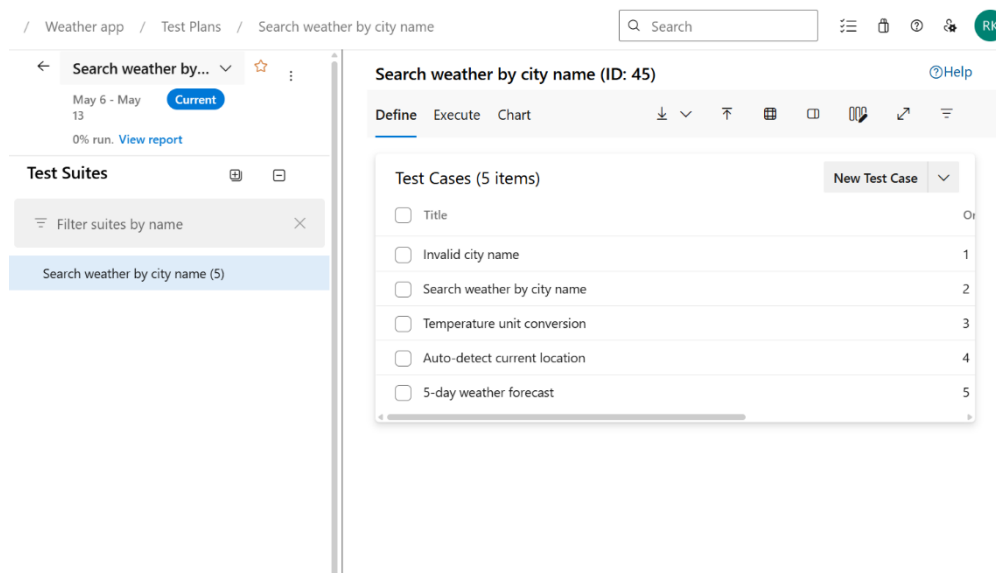 / Weather app / Test Plans / Search weather by city name
Search
RK
Search weather by...
May 6 - May 13
Current
0% run. View report
Test Suites
Filter suites by name
Search weather by city name (5)
Search weather by city name (ID: 45)
Help
Define Execute Chart
Test Cases (5 items)
New Test Case
Title Or
Invalid city name 1
Search weather by city name 2
Temperature unit conversion 3
Auto-detect current location 4
5-day weather forecast 5